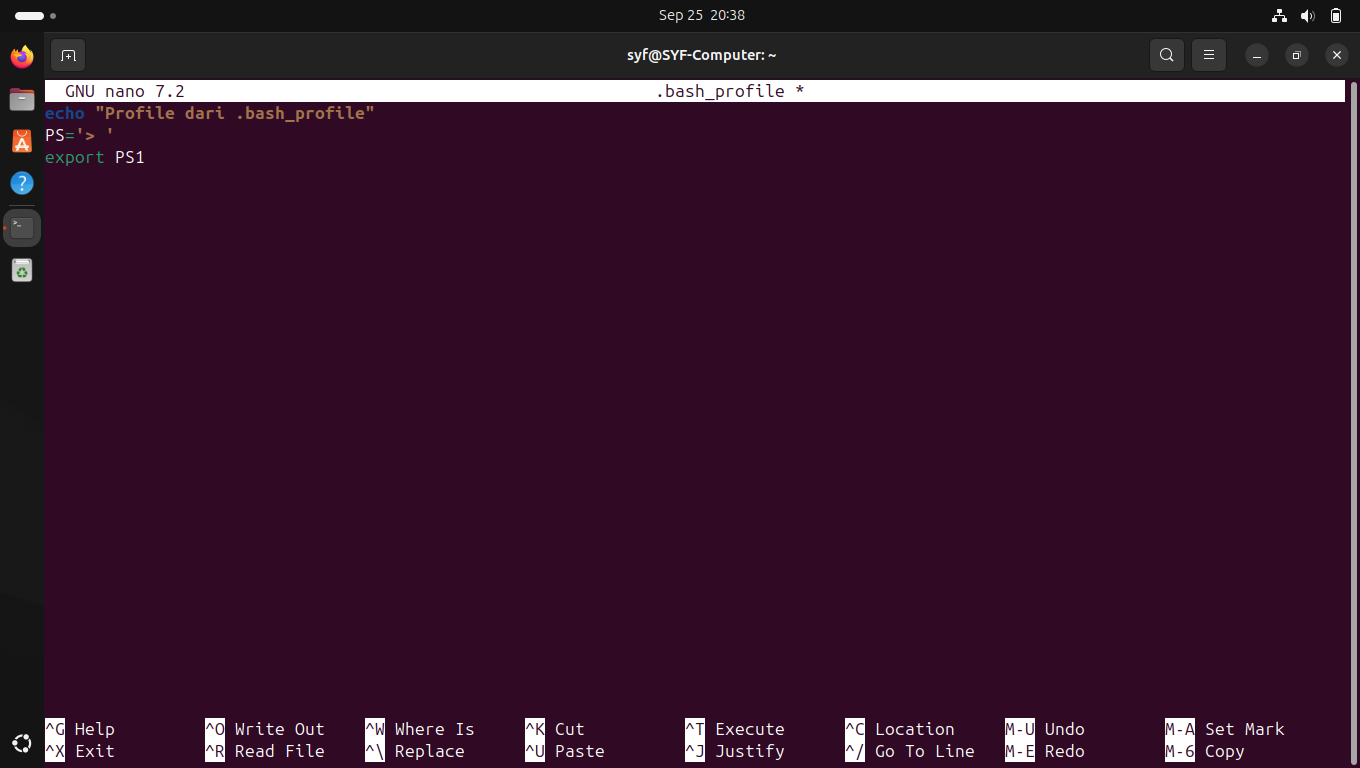 Sep 25 20:38
syf@SYF-Computer: ~
GNU nano 7.2 .bash_profile *
echo "Profile dari .bash_profile"
PS='> '
export PS1
^G Help ^O Write Out ^W Where Is ^K Cut ^T Execute ^C Location M-U Undo M-A Set Mark
^X Exit ^R Read File ^\ Replace ^U Paste ^J Justify ^/ Go To Line M-E Redo M-6 Copy